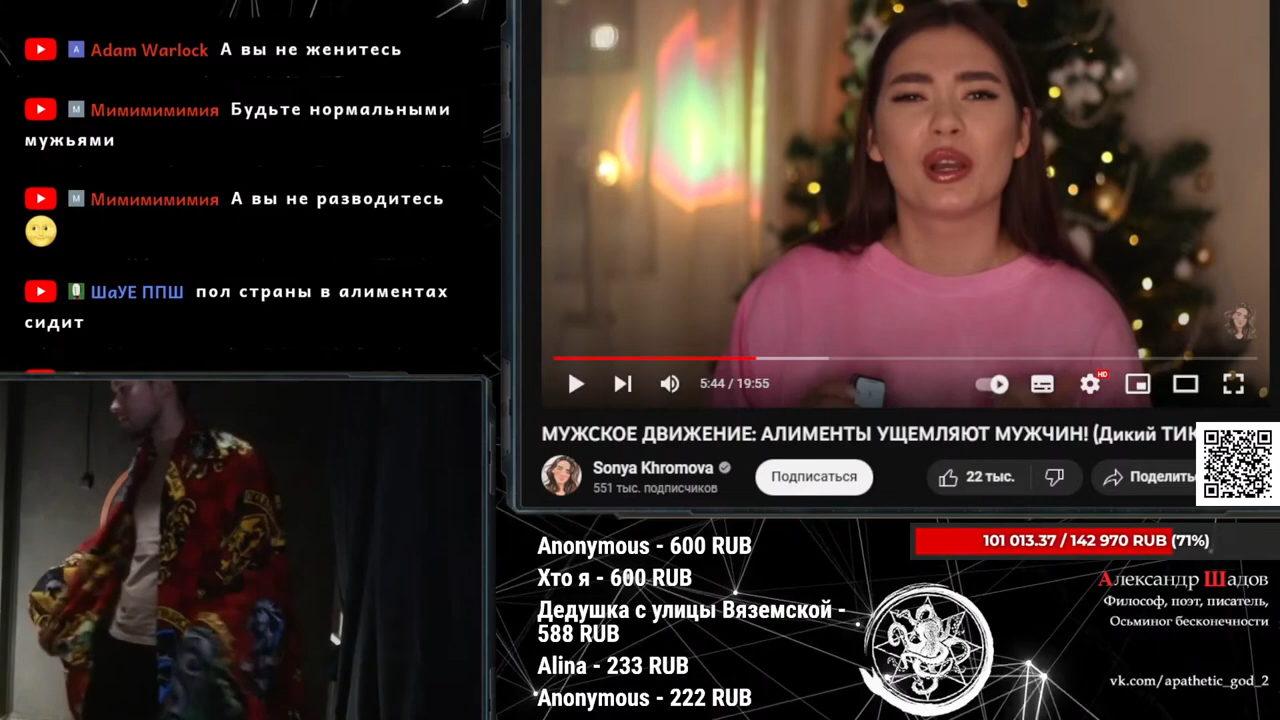 A Adam Warlock А вы не женитесь
М Мимимимимия Будьте нормальными
мужьями
М Мимимимимия А вы не разводитесь
ШаУЕ ППШ пол страны в алиментах
сидит
5:44 / 19:55
HD
МУЖСКОЕ ДВИЖЕНИЕ: АЛИМЕНТЫ УЩЕМЛЯЮТ МУЖЧИН! (Дикий ТИК
Sonya Khromova
551 тыс. подписчиков
Подписаться
22 тыс.
Поделить
Anonymous - 600 RUB
Хто я - 600 RUB
Дедушка с улицы Вяземской -
588 RUB
Alina - 233 RUB
Anonymous - 222 RUB
101 013.37 / 142 970 RUB (71%)
Александр Шадов
Философ, поэт, писатель,
Осьминог бесконечности
vk.com/apathetic_god_2